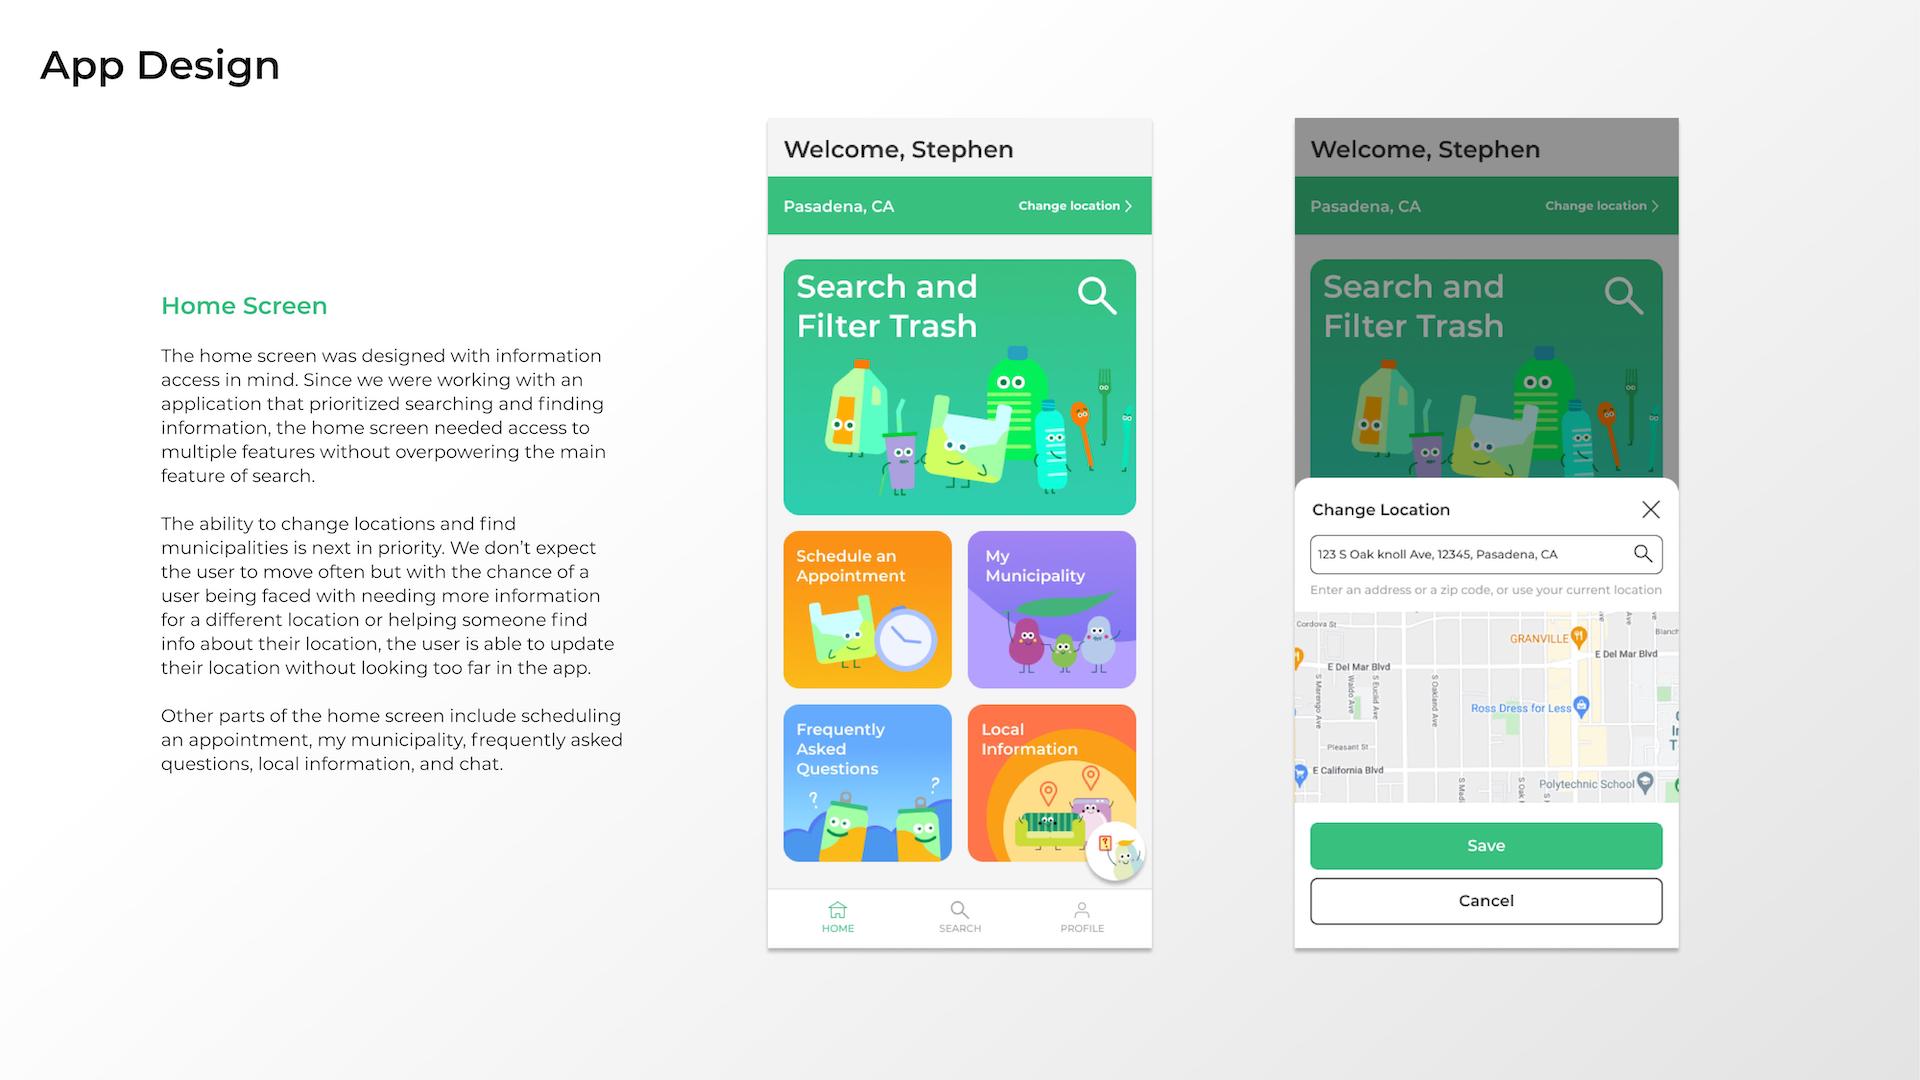 App Design
Home Screen
The home screen was designed with information
access in mind. Since we were working with an
application that prioritized searching and finding
information, the home screen needed access to
multiple features without overpowering the main
feature of search.
The ability to change locations and find
municipalities is next in priority. We don’t expect
the user to move often but with the chance of a
user being faced with needing more information
for a different location or helping someone find
info about their location, the user is able to update
their location without looking too far in the app.
Other parts of the home screen include scheduling
an appointment, my municipality, frequently asked
questions, local information, and chat.
Welcome, Stephen
Pasadena, CA
Change location
Search and
Filter Trash
Schedule an
Appointment
My
Municipality
Frequently
Asked
Questions
? ?
Local
Information
?
HOME
SEARCH
PROFILE
Welcome, Stephen
Pasadena, CA
Change location
Search and
Filter Trash
Change Location
123 S Oak knoll Ave, 12345, Pasadena, CA
Enter an address or a zip code, or use your current location
Cordova St
GRANVILLE
E Del Mar Blvd
E Del Mar Blvd
S Marengo Ave
Waldo Ave
S Euclid Ave
S Oakland Ave
Ross Dress for Less
Pleasant St
E California Blvd
Polytechnic School
Save
Cancel